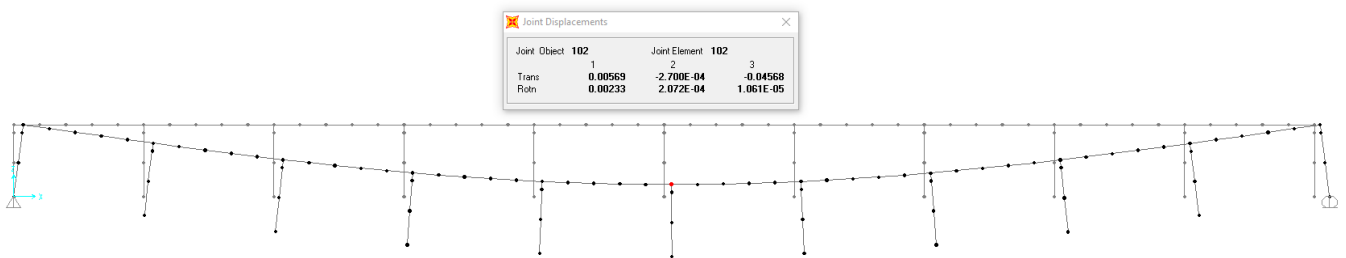 Joint Displacements
Joint Object 102 Joint Element 102
1 2 3
Trans 0.00569 -2.700E-04 -0.04568
Rotn 0.00233 2.072E-04 1.061E-05